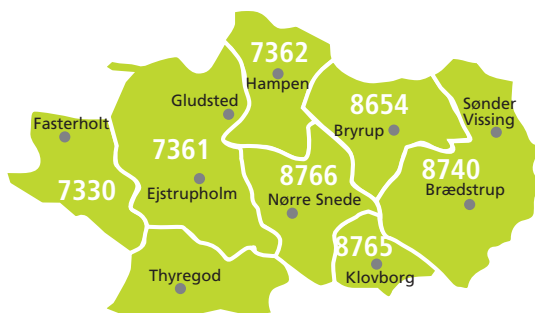 7362
Hampen
Gludsted
8654
Bryrup
Sønder
Vissing
Fasterholt
7361
Ejstrupholm
7330
8766
Nørre Snede
8740
Brædstrup
8765
Klovborg
Thyregod